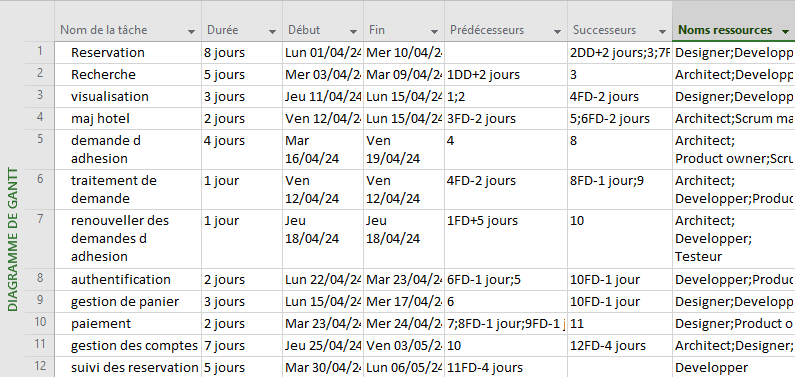 Nom de la tâche Durée Début Fin Prédécesseurs Successeurs Noms ressources
1 Reservation 8 jours Lun 01/04/24 Mer 10/04/24 2DD+2 jours;3;7F Designer;Developp
2 Recherche 5 jours Mer 03/04/24 Mar 09/04/24 1DD+2 jours 3 Architect;Developp
3 visualisation 3 jours Jeu 11/04/24 Lun 15/04/24 1;2 4FD-2 jours Designer;Developp
4 maj hotel 2 jours Ven 12/04/24 Lun 15/04/24 3FD-2 jours 5;6FD-2 jours Architect;Scrum ma
5 demande d 4 jours Mar Ven 4 8 Architect;
adhesion 16/04/24 19/04/24 Product owner;Scru
6 traitement de 1 jour Ven Ven 4FD-2 jours 8FD-1 jour;9 Architect;
demande 12/04/24 12/04/24 Developper;Produc
7 renouveller des 1 jour Jeu Jeu 1FD+5 jours 10 Architect;
demandes d 18/04/24 18/04/24 Developper;
adhesion Testeur
8 authentification 2 jours Lun 22/04/24 Mar 23/04/24 6FD-1 jour;5 10FD-1 jour Developper;Produc
9 gestion de panier 3 jours Lun 15/04/24 Mer 17/04/24 6 10FD-1 jour Designer;Developp
10 paiement 2 jours Mar 23/04/24 Mer 24/04/24 7;8FD-1 jour;9FD-1 j 11 Designer;Product o
11 gestion des comptes 7 jours Jeu 25/04/24 Ven 03/05/24 10 12FD-4 jours Architect;Designer;
12 suivi des reservation 5 jours Mar 30/04/24 Lun 06/05/24 11FD-4 jours Developper
DIAGRAMME DE GANTT